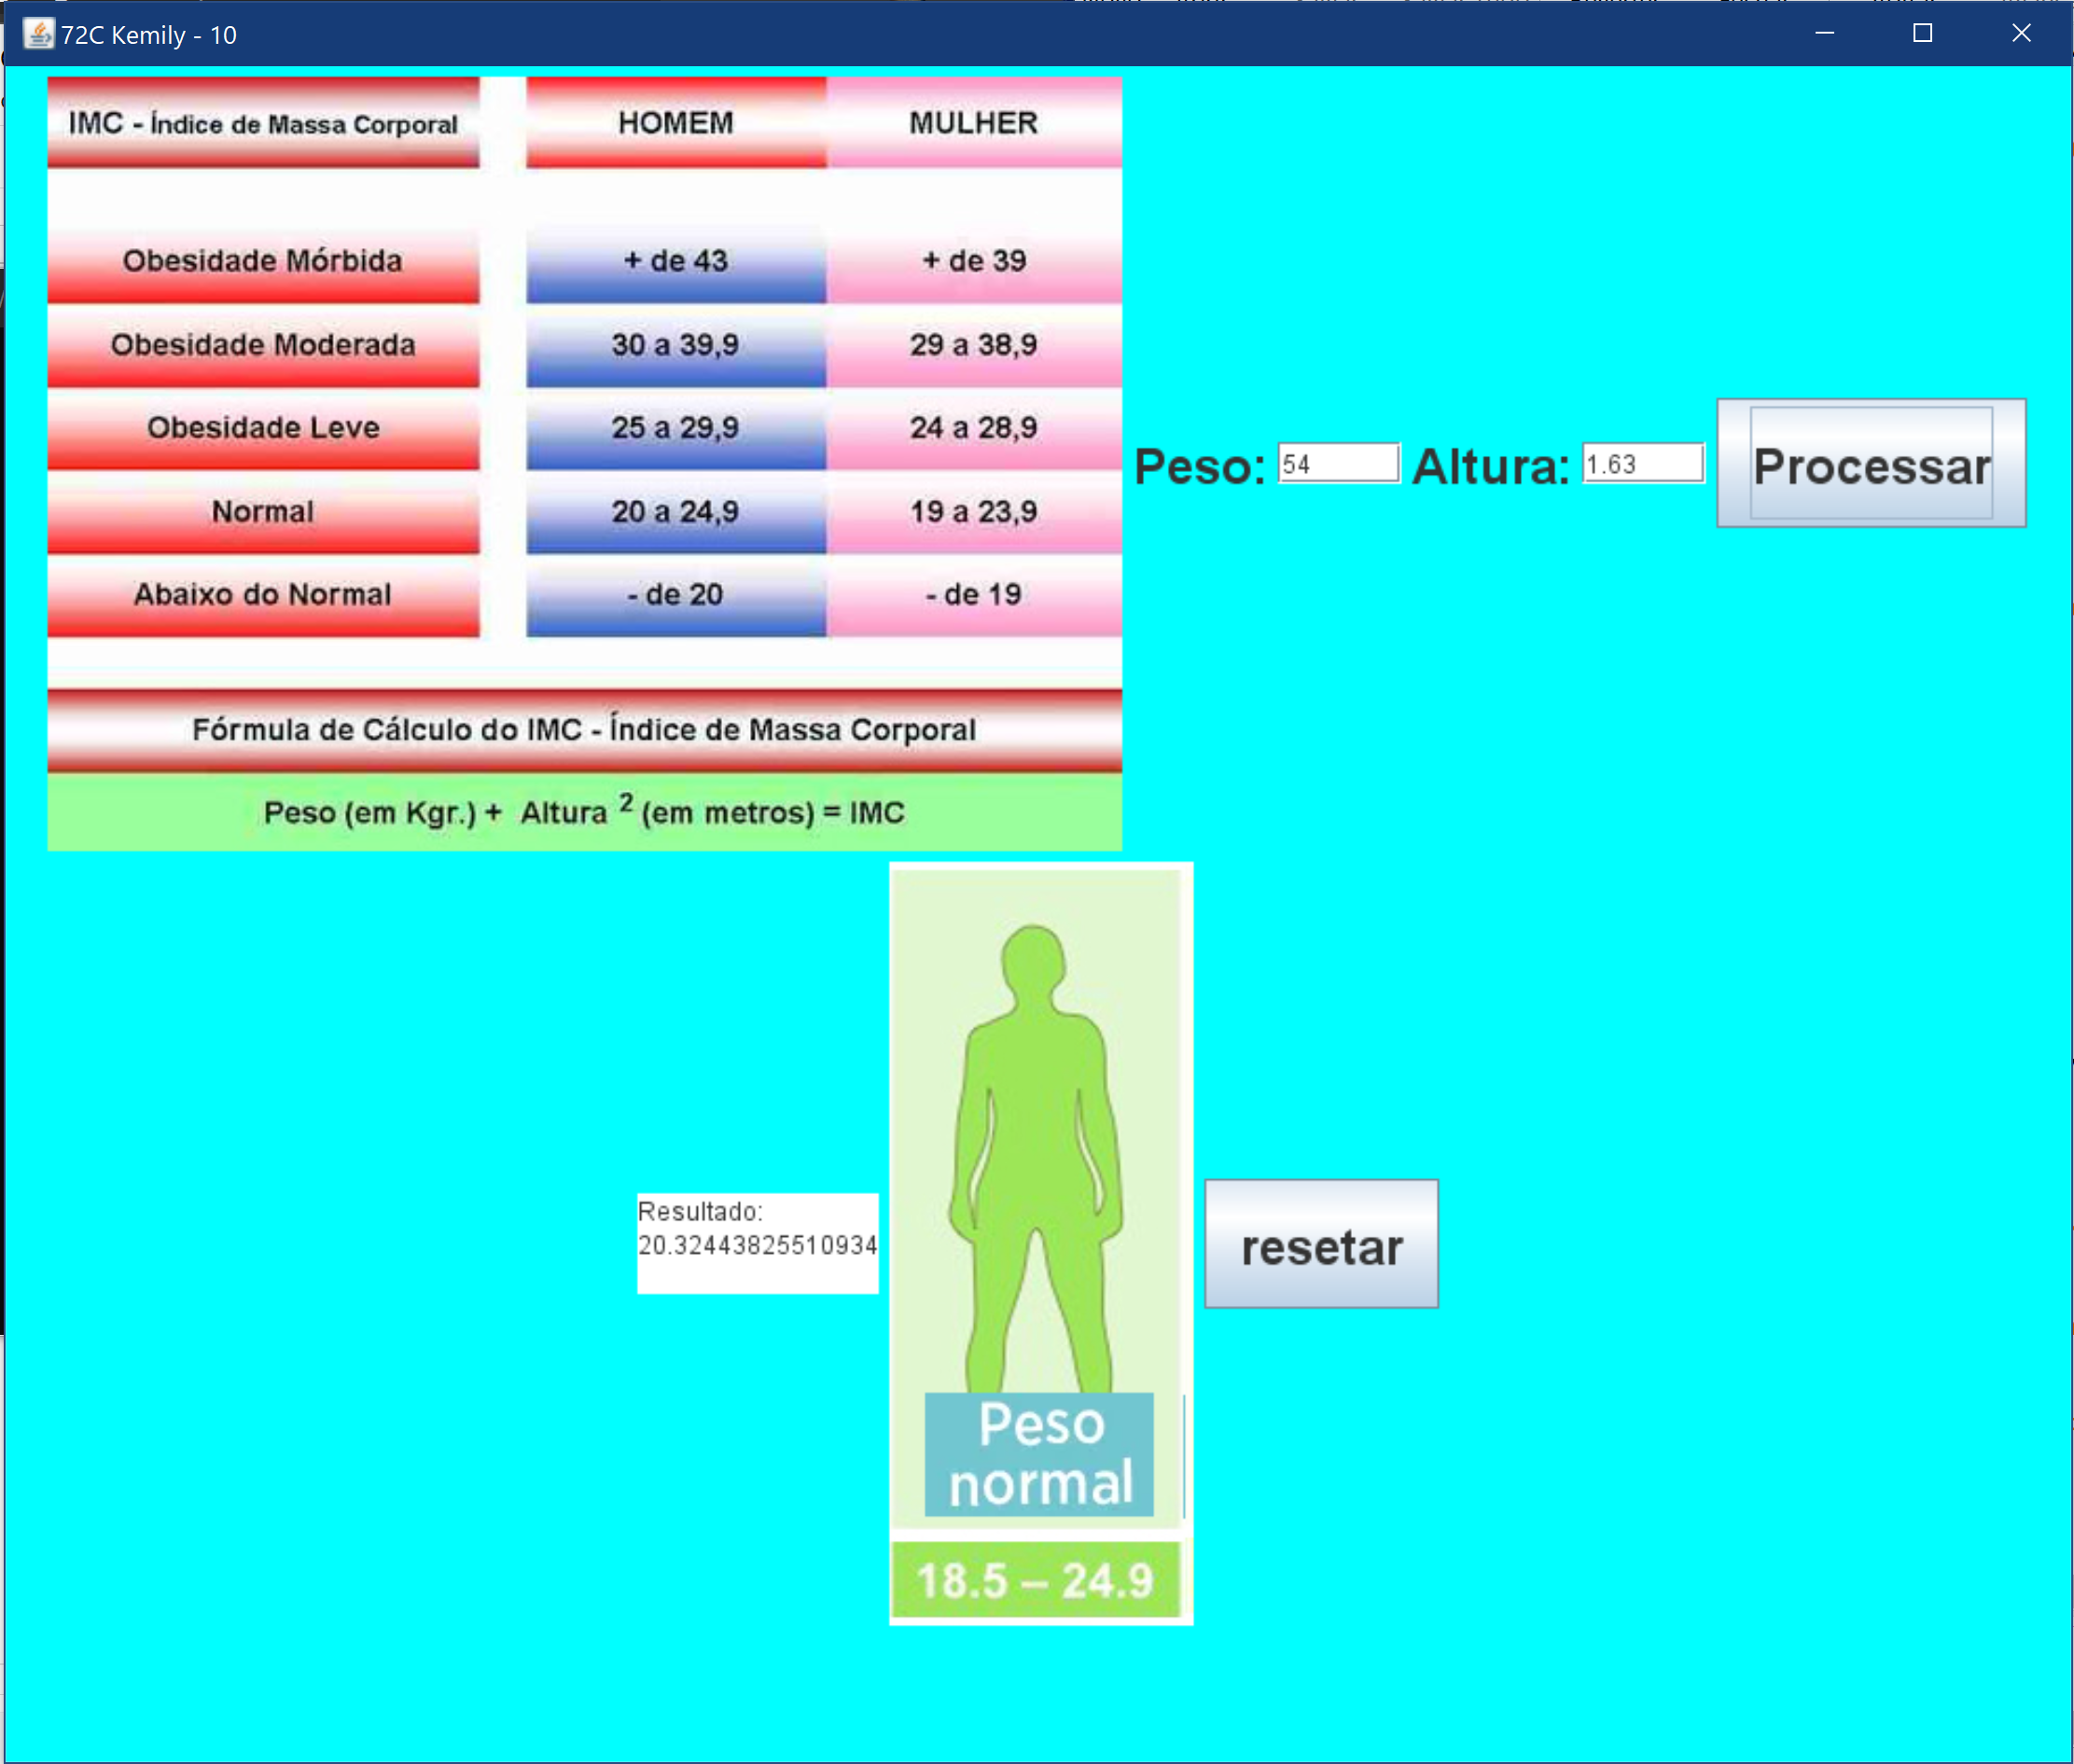 72C Kemily - 10
IMC - Índice de Massa Corporal HOMEM MULHER
Obesidade Mórbida + de 43 + de 39
Obesidade Moderada 30 a 39,9 29 a 38,9
Obesidade Leve 25 a 29,9 24 a 28,9
Normal 20 a 24,9 19 a 23,9
Abaixo do Normal - de 20 - de 19
Fórmula de Cálculo do IMC - Índice de Massa Corporal
Peso (em Kgr.) + Altura 2 (em metros) = IMC
Peso: 54 Altura: 1.63 Processar
Resultado:
20.32443825510934
Peso
normal
18.5 – 24.9
resetar